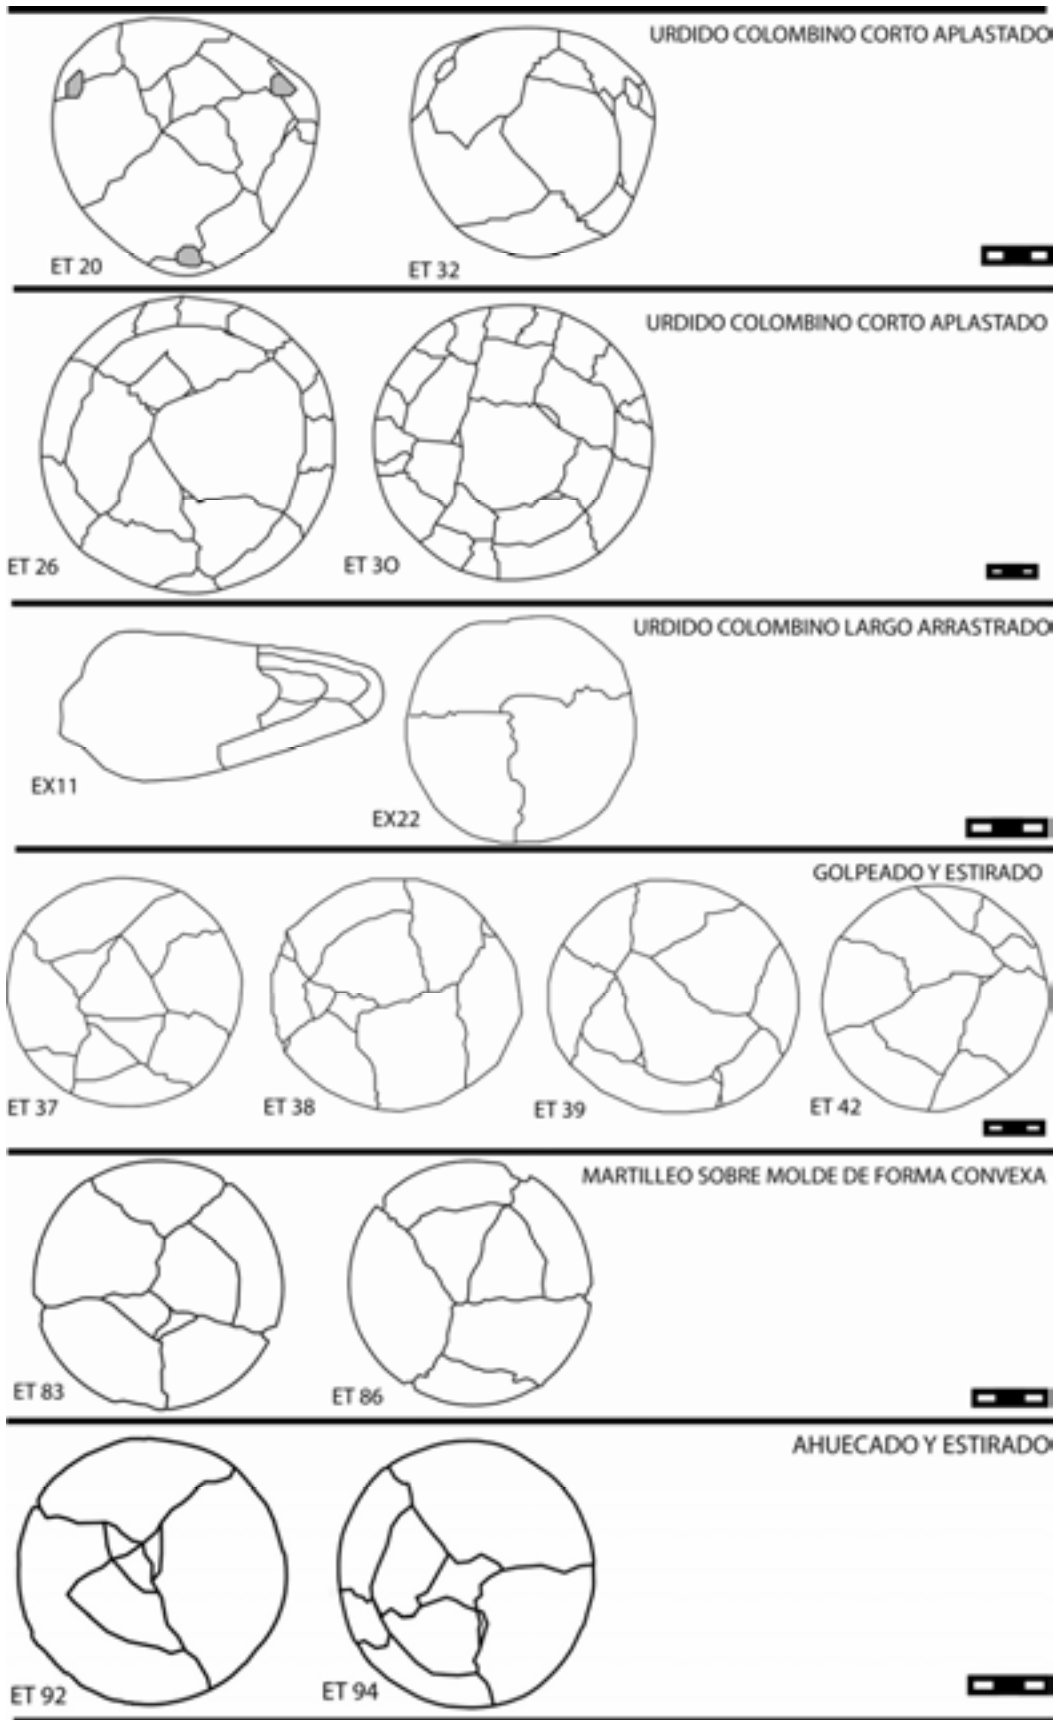 URDIDO COLOMBINO CORTO APLASTADO
ET 20
ET 32
URDIDO COLOMBINO CORTO APLASTADO
ET 26
ET 30
URDIDO COLOMBINO LARGO ARRASTRADO
EX11
EX22
GOLPEADO Y ESTIRADO
ET 37
ET 38
ET 39
ET 42
MARTILLEO SOBRE MOLDE DE FORMA CONVEXA
ET 83
ET 86
AHUECADO Y ESTIRADO
ET 92
ET 94